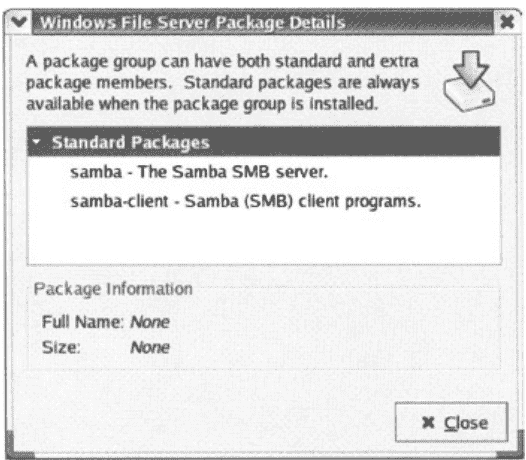 Windows File Server Package Details
A package group can have both standard and extra
package members. Standard packages are always
available when the package group is installed.
Standard Packages
samba - The Samba SMB server.
samba-client - Samba (SMB) client programs.
Package Information
Full Name: None
Size: None
Close